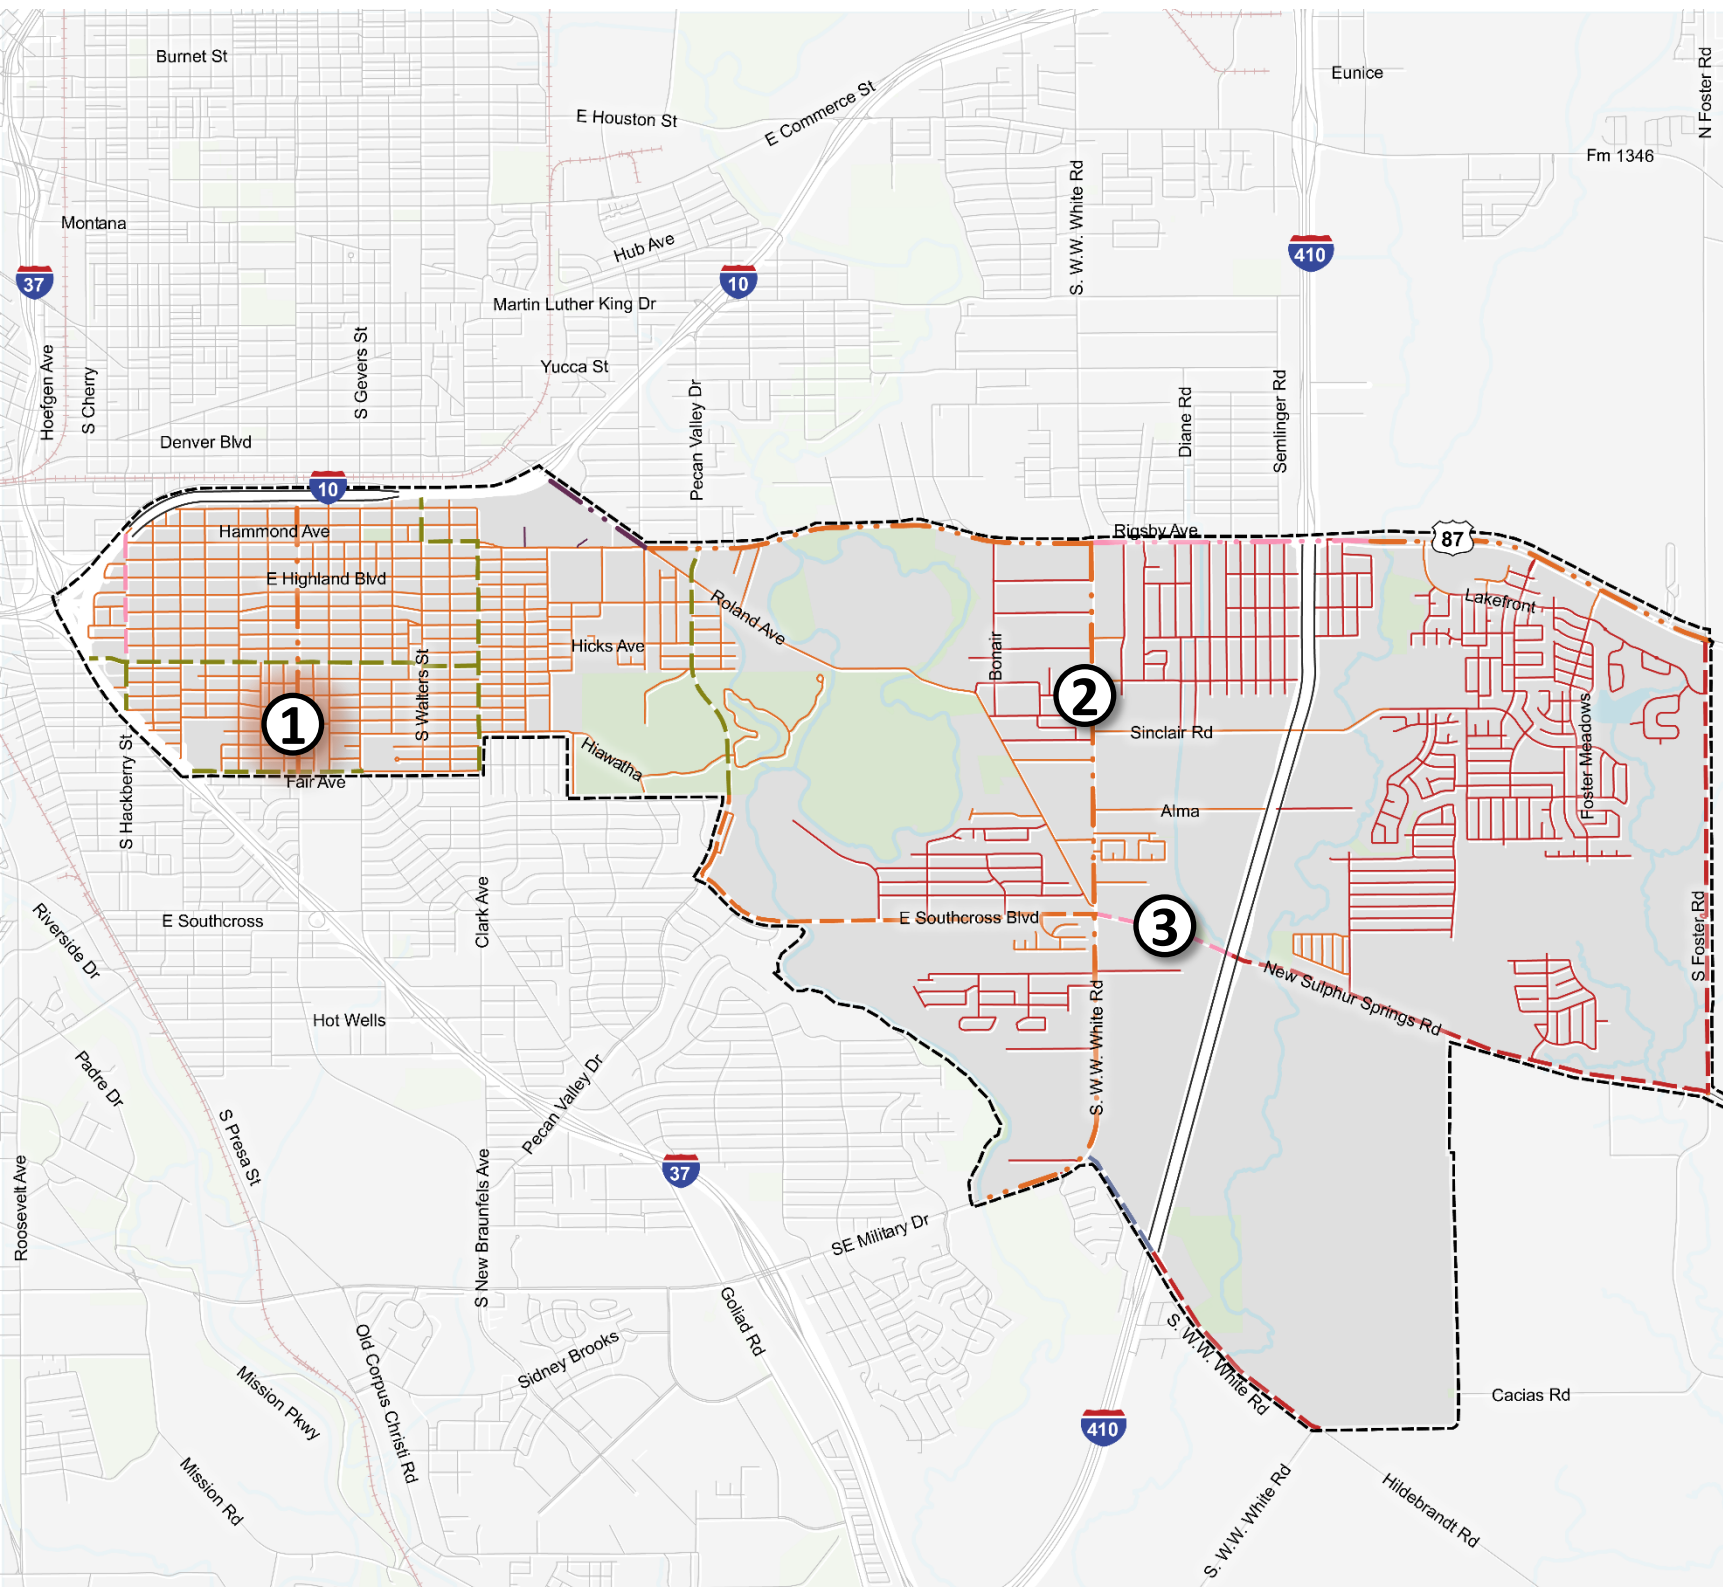 Burnet St
Eunice
N Foster Rd
E Houston St
E Commerce St
Fm 1346
S. W.W. White Rd
Montana
Hub Ave
410
37
10
Martin Luther King Dr
Hoefgen Ave
S Cherry
S Gevers St
Yucca St
Pecan Valley Dr
Diane Rd
Semlinger Rd
Denver Blvd
10
Hammond Ave
Rigsby Ave
87
E Highland Blvd
Roland Ave
Lakefront
Hicks Ave
Bonair
S Walters St
1
2
Sinclair Rd
Foster Meadows
Hiawatha
Fair Ave
S Hackberry St
Alma
E Southcross
Clark Ave
E Southcross Blvd
3
S Foster Rd
Riverside Dr
New Sulphur Springs Rd
Hot Wells
S. W.W. White Rd
Padre Dr
Pecan Valley Dr
S Presa St
Roosevelt Ave
S New Braunfels Ave
37
SE Military Dr
Goliad Rd
Old Corpus Christi Rd
Sidney Brooks
S. W.W. White Rd
Mission Pkwy
Cacias Rd
410
Mission Rd
S. W.W. White Rd
Hildebrandt Rd